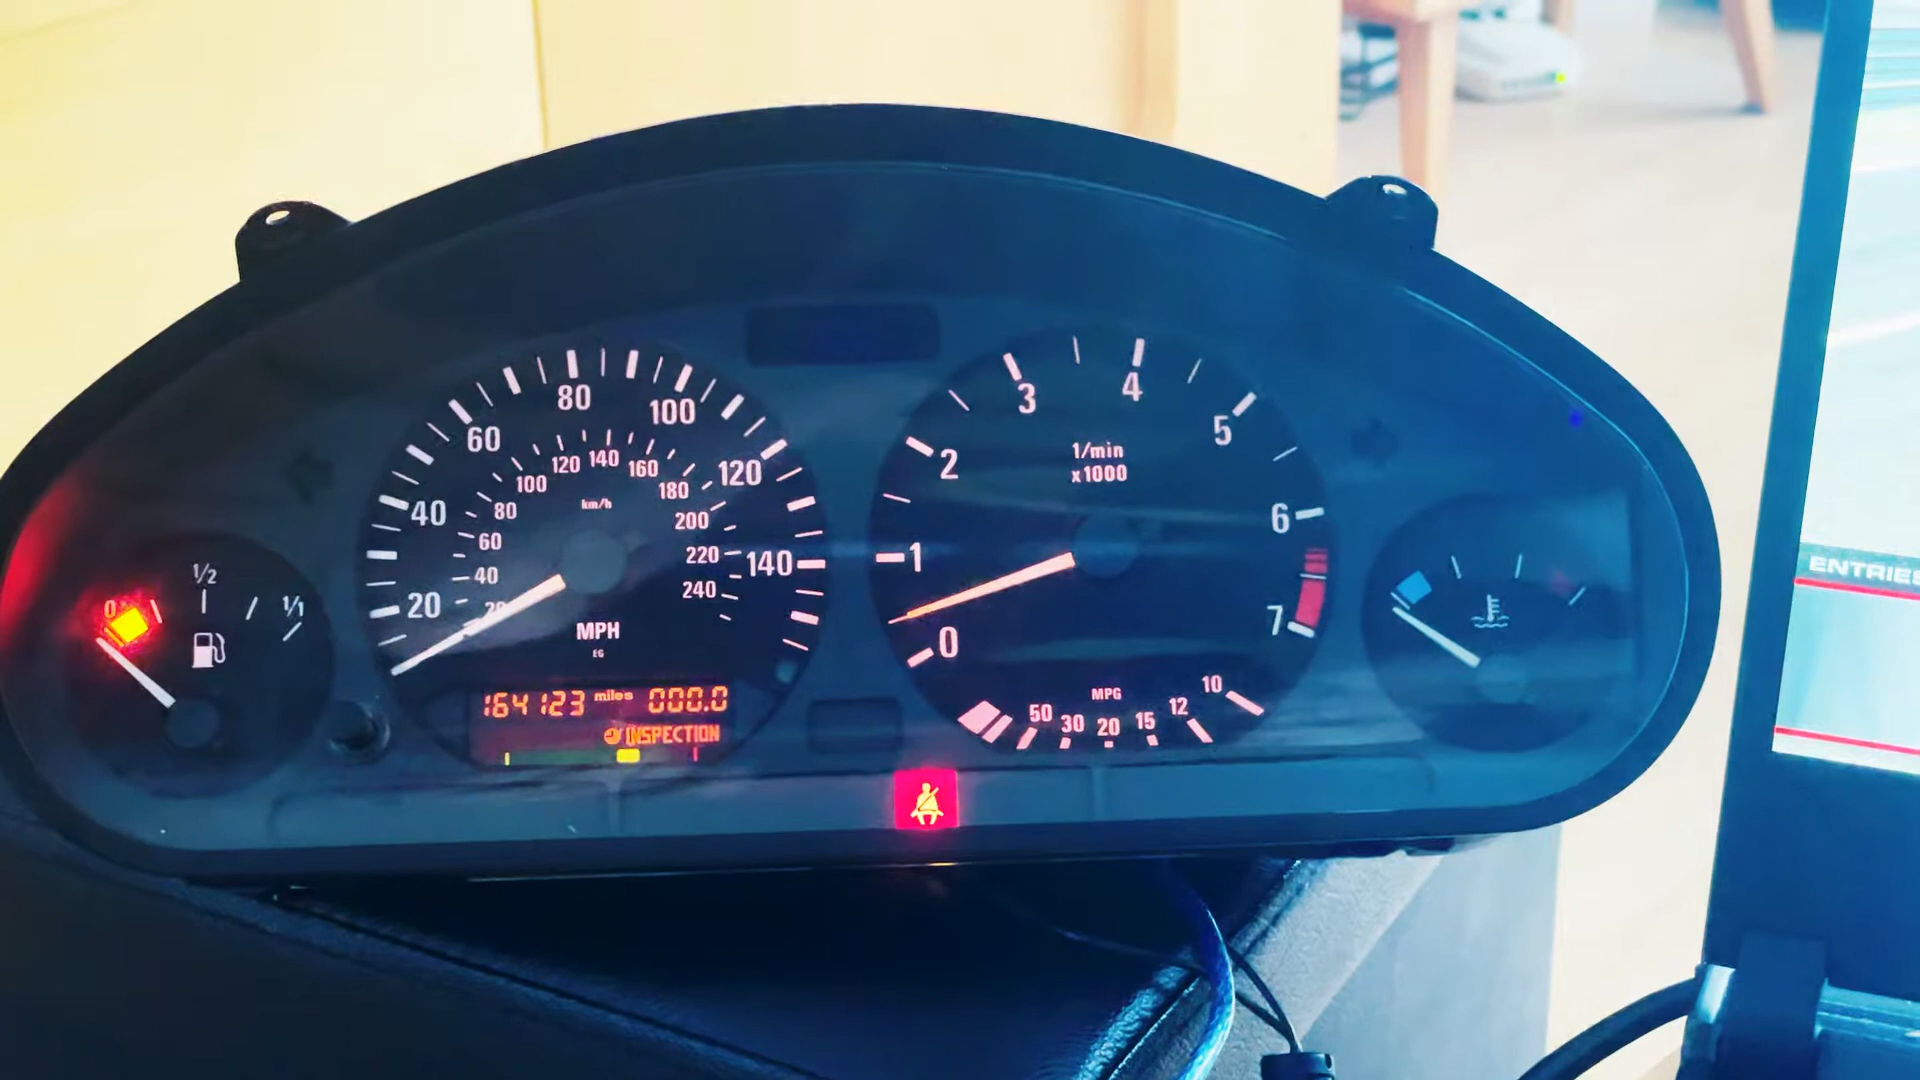 0 1/2 1/1
20 40 60 80 100 120 140
20 40 60 80 100 120 140 160 180 200 220 240
km/h
MPH
EG
164123 miles 000.0
INSPECTION
0 1 2 3 4 5 6 7
1/min
x1000
MPG
50 30 20 15 12 10
ENTRIES